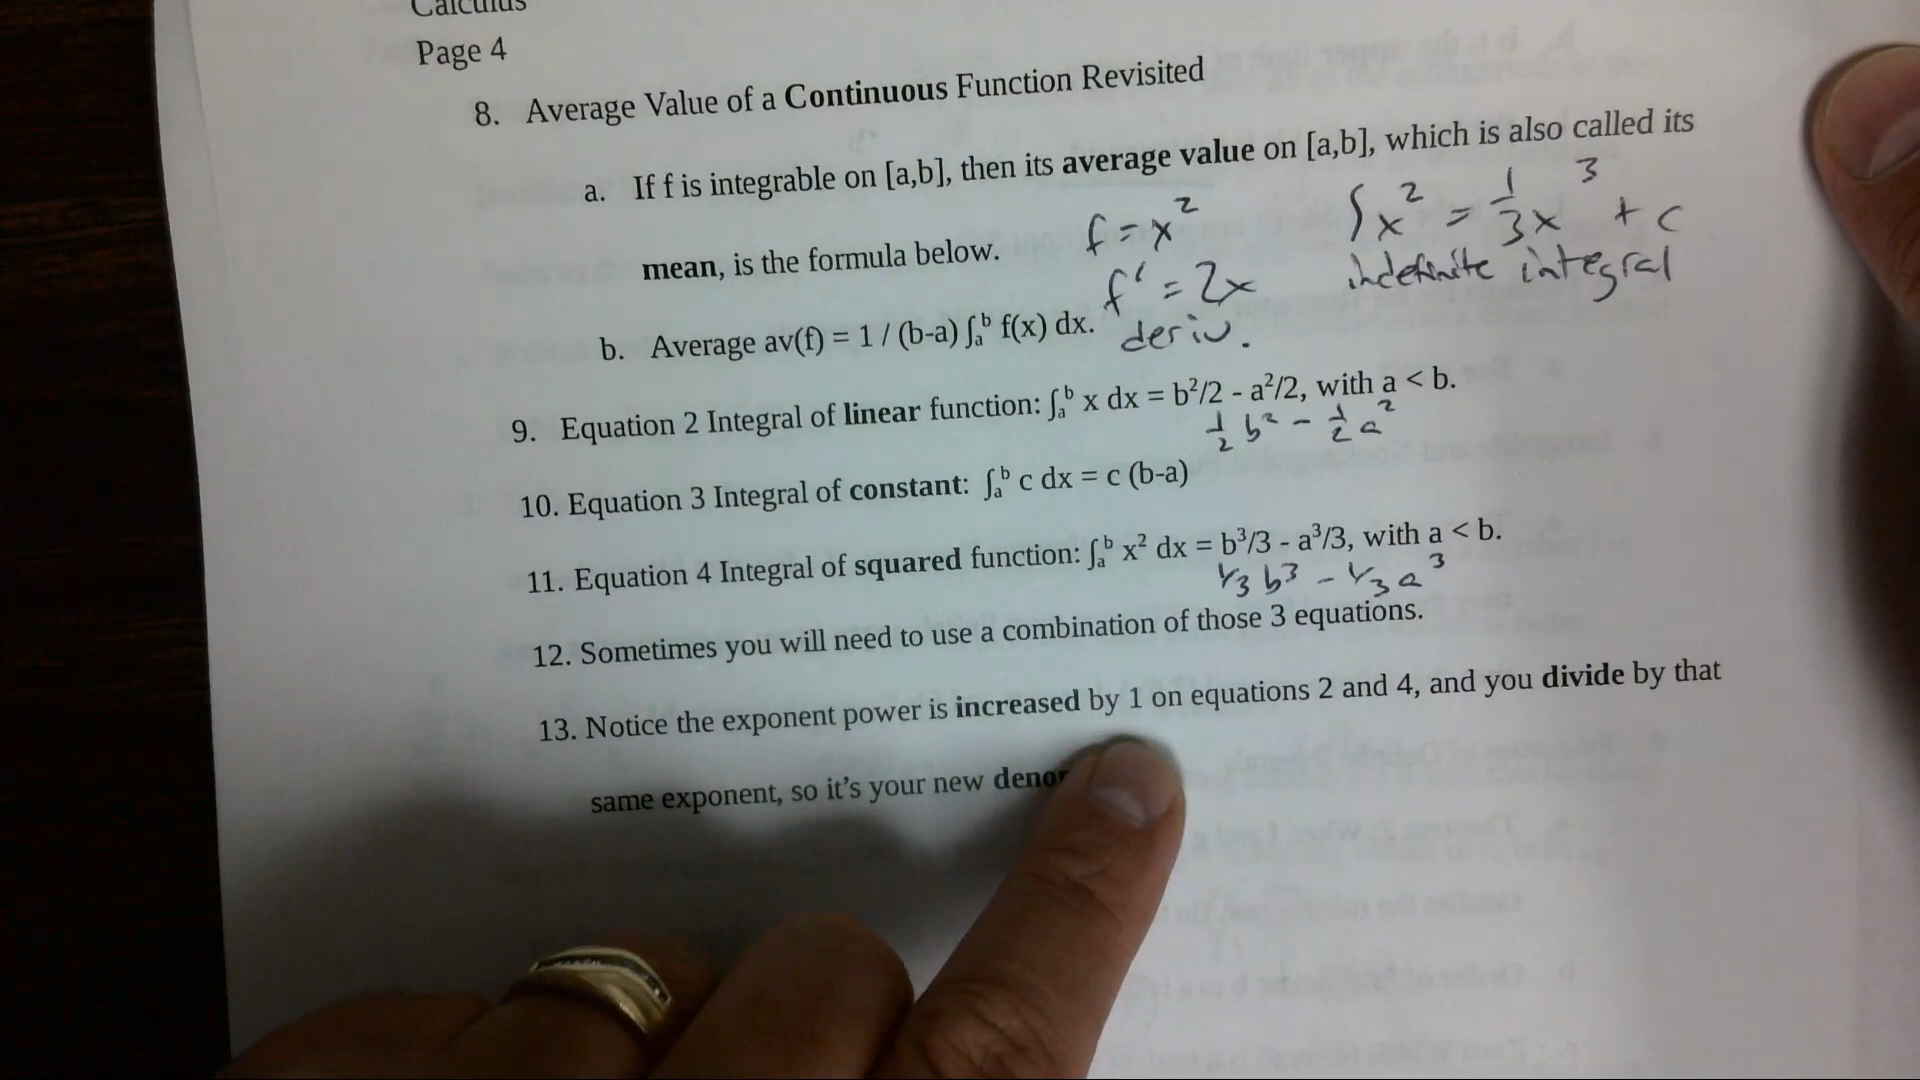 Calculus
Page 4
8. Average Value of a Continuous Function Revisited
a. If f is integrable on [a,b], then its average value on [a,b], which is also called its
mean, is the formula below.
f = x²
∫x² = 1/3 x³ + c
f' = 2x
indefinite integral
b. Average av(f) = 1 / (b-a) ∫ₐᵇ f(x) dx.
deriv.
9. Equation 2 Integral of linear function: ∫ₐᵇ x dx = b²/2 - a²/2, with a < b.
1/2 b² - 1/2 a²
10. Equation 3 Integral of constant: ∫ₐᵇ c dx = c (b-a)
11. Equation 4 Integral of squared function: ∫ₐᵇ x² dx = b³/3 - a³/3, with a < b.
1/3 b³ - 1/3 a³
12. Sometimes you will need to use a combination of those 3 equations.
13. Notice the exponent power is increased by 1 on equations 2 and 4, and you divide by that
same exponent, so it's your new